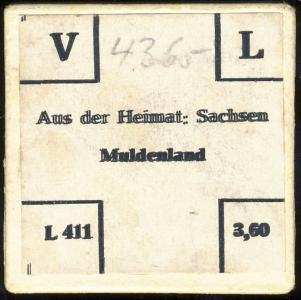 V 4365- L
Aus der Heimat: Sachsen
Muldenland
L 411 3,60